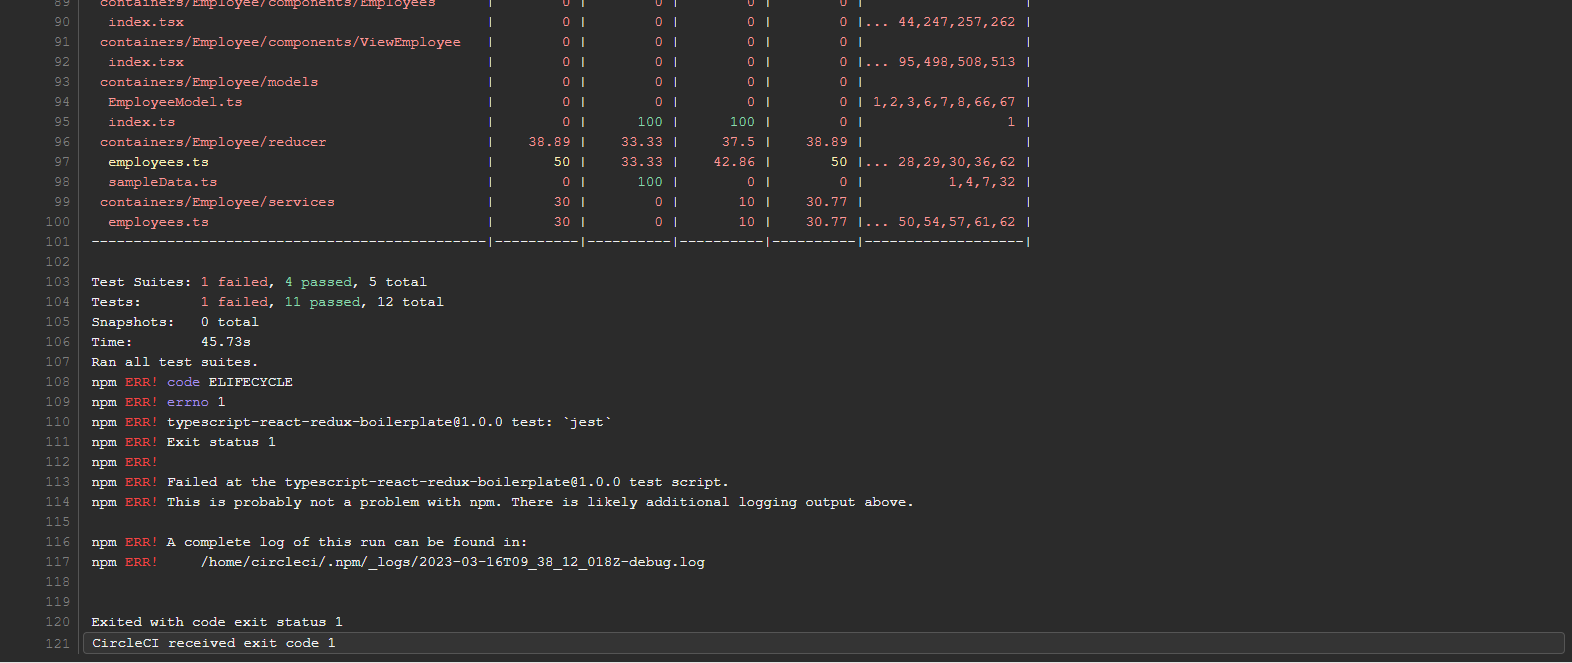 89 containers/Employee/components/Employees | 0 | 0 | 0 | 0 | |
90 index.tsx | 0 | 0 | 0 | 0 |... 44,247,257,262 |
91 containers/Employee/components/ViewEmployee | 0 | 0 | 0 | 0 | |
92 index.tsx | 0 | 0 | 0 | 0 |... 95,498,508,513 |
93 containers/Employee/models | 0 | 0 | 0 | 0 | |
94 EmployeeModel.ts | 0 | 0 | 0 | 0 | 1,2,3,6,7,8,66,67 |
95 index.ts | 0 | 100 | 100 | 0 | 1 |
96 containers/Employee/reducer | 38.89 | 33.33 | 37.5 | 38.89 | |
97 employees.ts | 50 | 33.33 | 42.86 | 50 |... 28,29,30,36,62 |
98 sampleData.ts | 0 | 100 | 0 | 0 | 1,4,7,32 |
99 containers/Employee/services | 30 | 0 | 10 | 30.77 | |
100 employees.ts | 30 | 0 | 10 | 30.77 |... 50,54,57,61,62 |
101 -----------------------------------------------|----------|----------|----------|----------|-------------------|
102
103 Test Suites: 1 failed, 4 passed, 5 total
104 Tests: 1 failed, 11 passed, 12 total
105 Snapshots: 0 total
106 Time: 45.73s
107 Ran all test suites.
108 npm ERR! code ELIFECYCLE
109 npm ERR! errno 1
110 npm ERR! typescript-react-redux-boilerplate@1.0.0 test: `jest`
111 npm ERR! Exit status 1
112 npm ERR!
113 npm ERR! Failed at the typescript-react-redux-boilerplate@1.0.0 test script.
114 npm ERR! This is probably not a problem with npm. There is likely additional logging output above.
115
116 npm ERR! A complete log of this run can be found in:
117 npm ERR! /home/circleci/.npm/_logs/2023-03-16T09_38_12_018Z-debug.log
118
119
120 Exited with code exit status 1
121 CircleCI received exit code 1